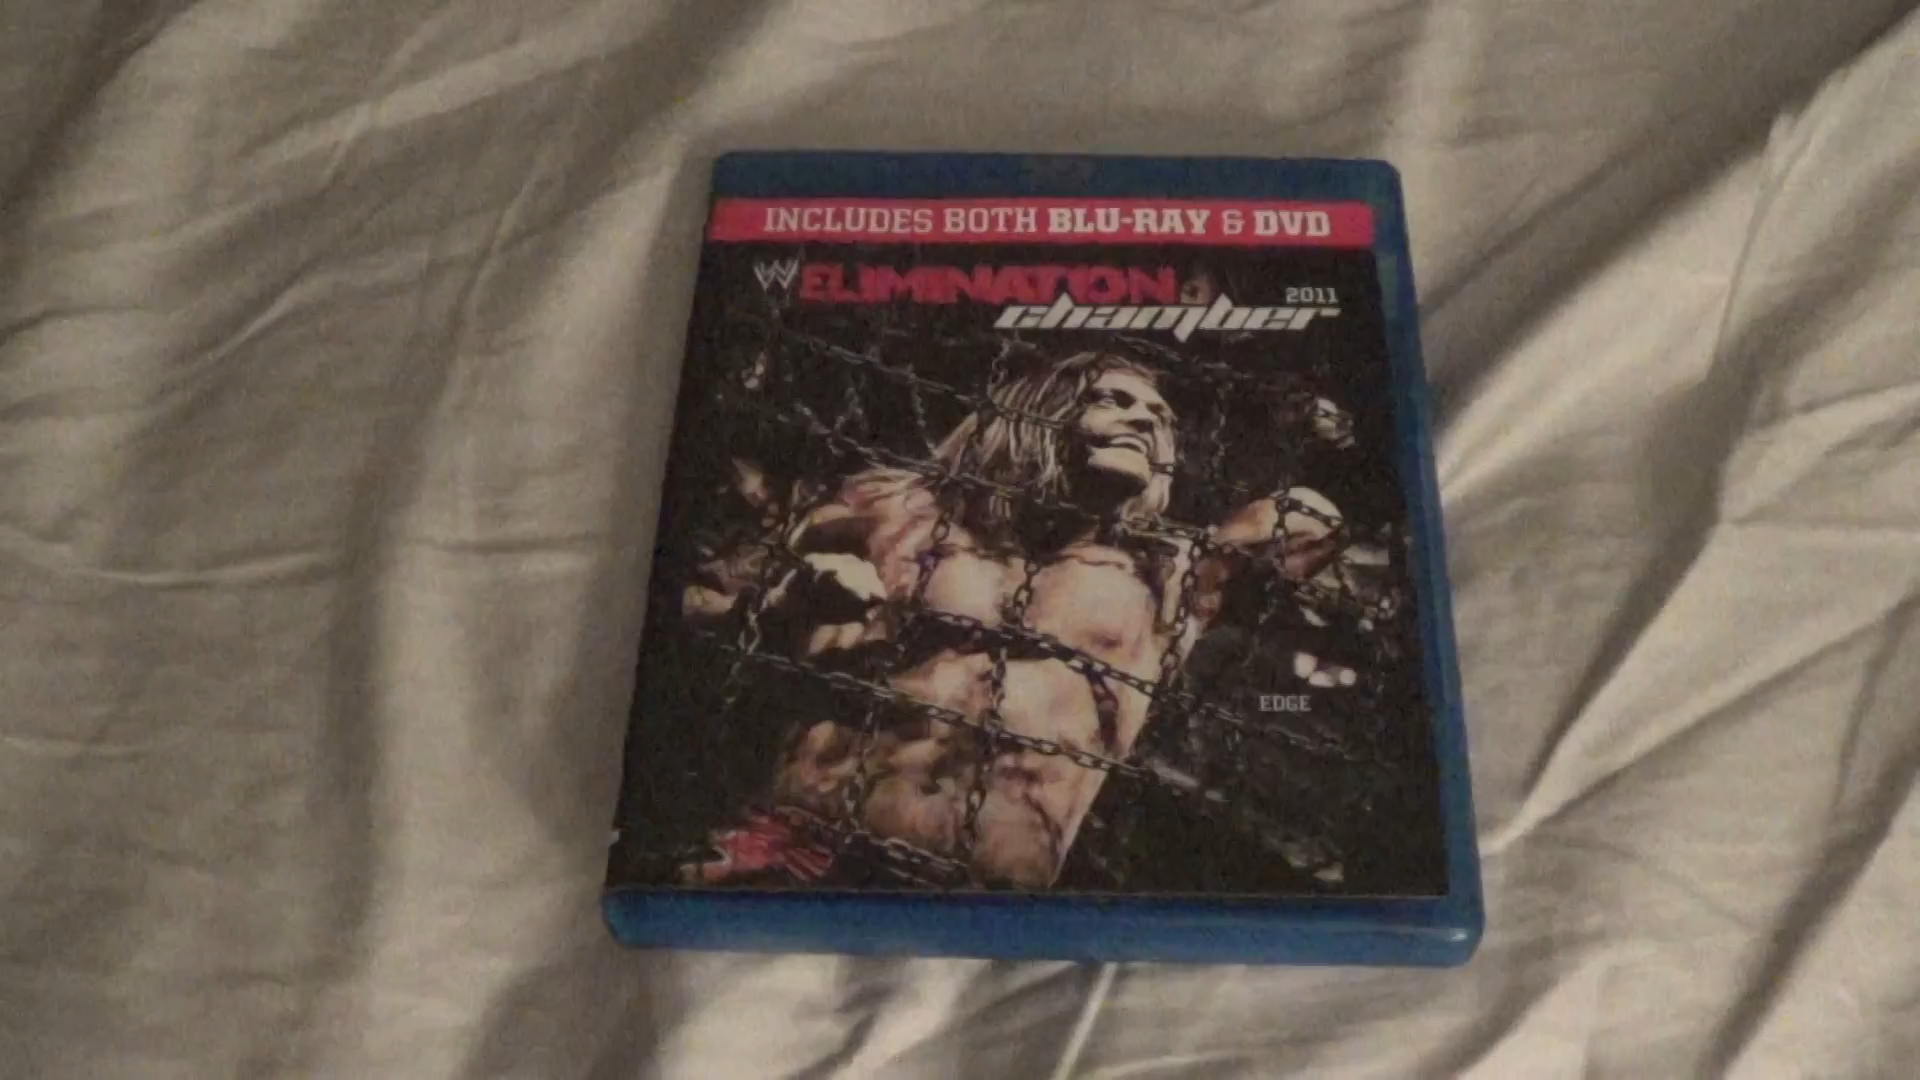 INCLUDES BOTH BLU-RAY & DVD
W ELIMINATION
chamber 2011
EDGE